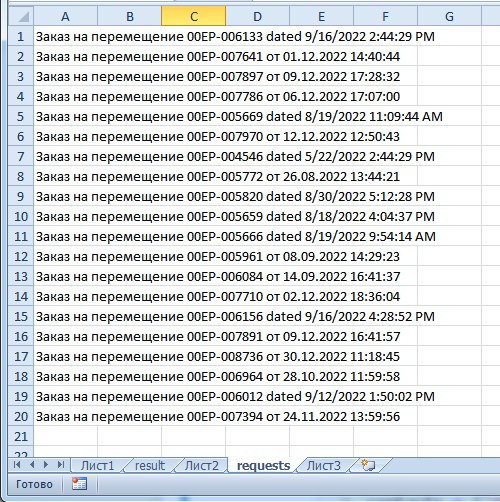 A B C D E F G
1 Заказ на перемещение 00ЕР-006133 dated 9/16/2022 2:44:29 PM
2 Заказ на перемещение 00ЕР-007641 от 01.12.2022 14:40:44
3 Заказ на перемещение 00ЕР-007897 от 09.12.2022 17:28:32
4 Заказ на перемещение 00ЕР-007786 от 06.12.2022 17:07:00
5 Заказ на перемещение 00ЕР-005669 dated 8/19/2022 11:09:44 AM
6 Заказ на перемещение 00ЕР-007970 от 12.12.2022 12:50:43
7 Заказ на перемещение 00ЕР-004546 dated 5/22/2022 2:44:29 PM
8 Заказ на перемещение 00ЕР-005772 от 26.08.2022 13:44:21
9 Заказ на перемещение 00ЕР-005820 dated 8/30/2022 5:12:28 PM
10 Заказ на перемещение 00ЕР-005659 dated 8/18/2022 4:04:37 PM
11 Заказ на перемещение 00ЕР-005666 dated 8/19/2022 9:54:14 AM
12 Заказ на перемещение 00ЕР-005961 от 08.09.2022 14:29:23
13 Заказ на перемещение 00ЕР-006084 от 14.09.2022 16:41:37
14 Заказ на перемещение 00ЕР-007710 от 02.12.2022 18:36:04
15 Заказ на перемещение 00ЕР-006156 dated 9/16/2022 4:28:52 PM
16 Заказ на перемещение 00ЕР-007891 от 09.12.2022 16:41:57
17 Заказ на перемещение 00ЕР-008736 от 30.12.2022 11:18:45
18 Заказ на перемещение 00ЕР-006964 от 28.10.2022 11:59:58
19 Заказ на перемещение 00ЕР-006012 dated 9/12/2022 1:50:02 PM
20 Заказ на перемещение 00ЕР-007394 от 24.11.2022 13:59:56
21
22
Лист1 result Лист2 requests Лист3
Готово